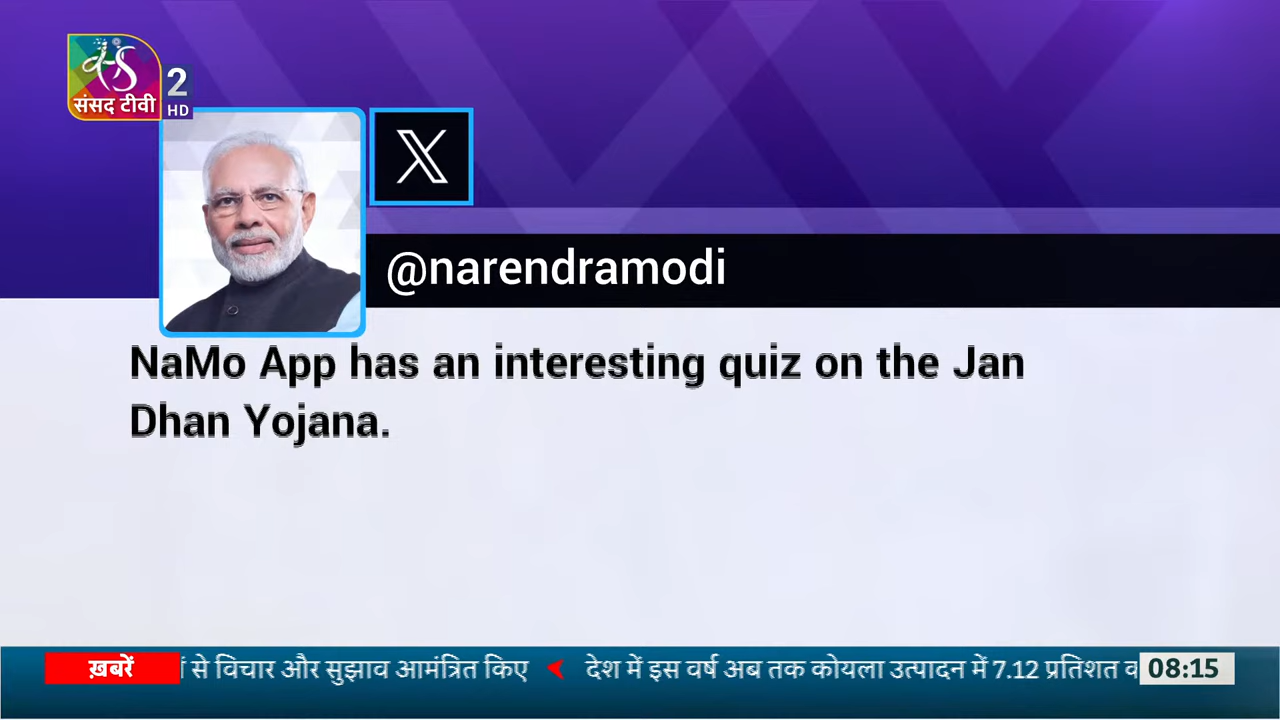 संसद टीवी
2
HD
X
@narendramodi
NaMo App has an interesting quiz on the Jan
Dhan Yojana.
ख़बरें
से विचार और सुझाव आमंत्रित किए
देश में इस वर्ष अब तक कोयला उत्पादन में 7.12 प्रतिशत
08:15